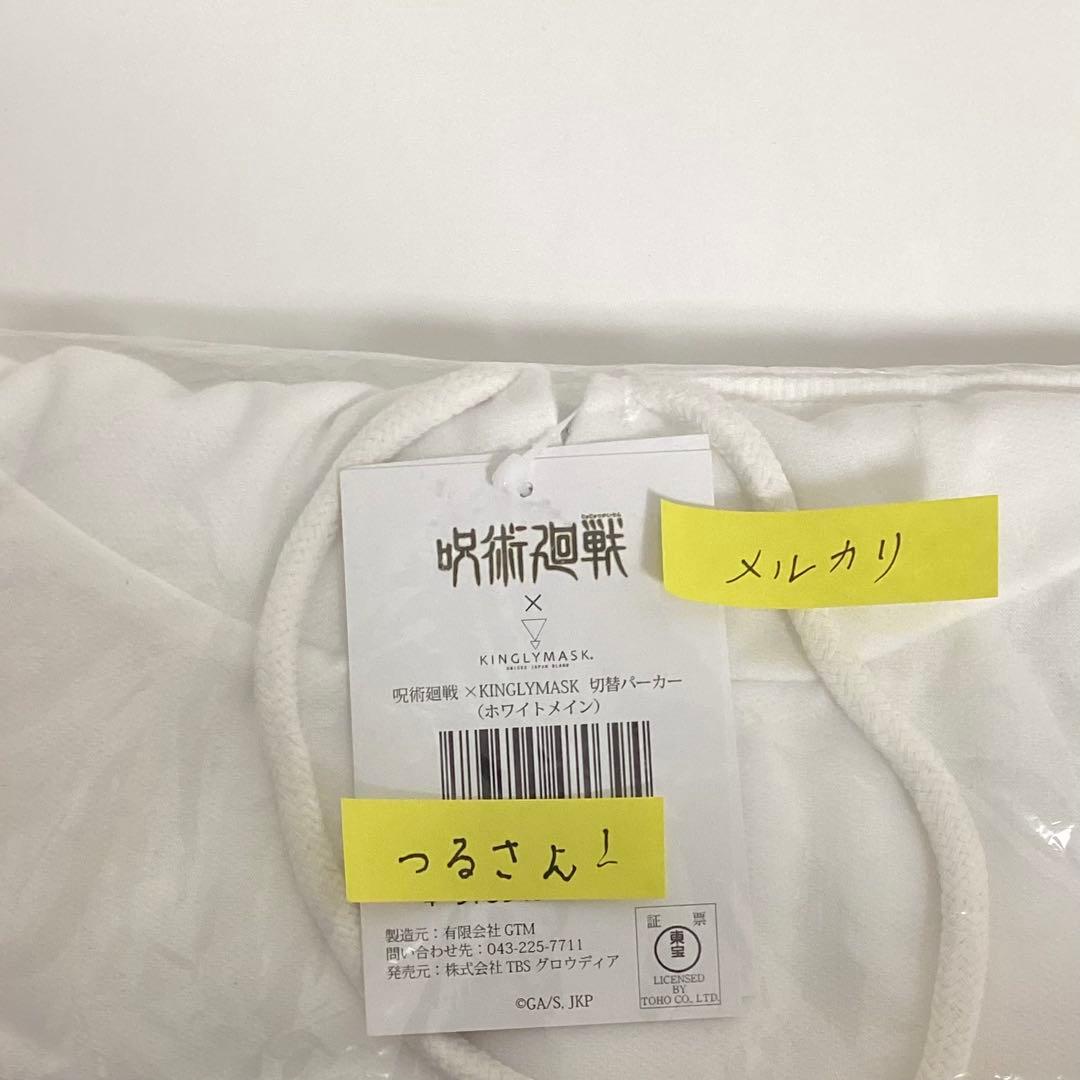 じゅじゅつかいせん
呪術廻戦
×
KINGLYMASK.
呪術廻戦 ×KINGLYMASK 切替パーカー
（ホワイトメイン）
メルカリ
つるさん
製造元：有限会社 GTM
問い合わせ先：043-225-7711
発売元：株式会社 TBS グロウディア
©GA/S, JKP
証 票
東宝
LICENSED
BY
TOHO CO., LTD.